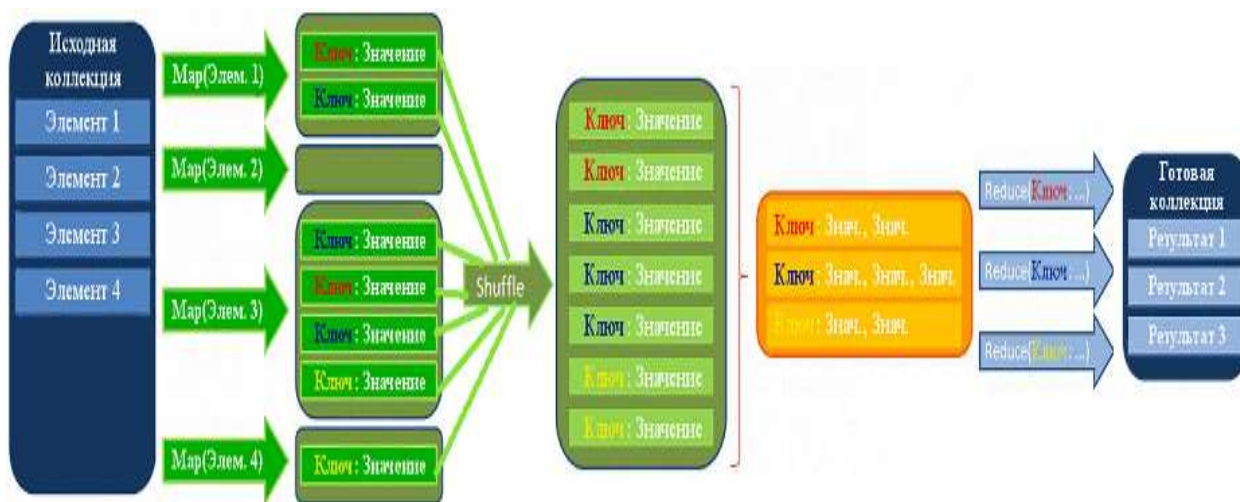 Исходная
коллекция
Элемент 1
Элемент 2
Элемент 3
Элемент 4
Map(Элем. 1)
Map(Элем. 2)
Map(Элем. 3)
Map(Элем. 4)
Ключ: Значение
Ключ: Значение
Ключ: Значение
Ключ: Значение
Ключ: Значение
Ключ: Значение
Ключ: Значение
Shuffle
Ключ: Значение
Ключ: Значение
Ключ: Значение
Ключ: Значение
Ключ: Значение
Ключ: Значение
Ключ: Значение
Ключ: Знач., Знач.
Ключ: Знач., Знач., Знач.
Ключ: Знач., Знач.
Reduce(Ключ: ...)
Reduce(Ключ: ...)
Reduce(Ключ: ...)
Готовая
коллекция
Результат 1
Результат 2
Результат 3